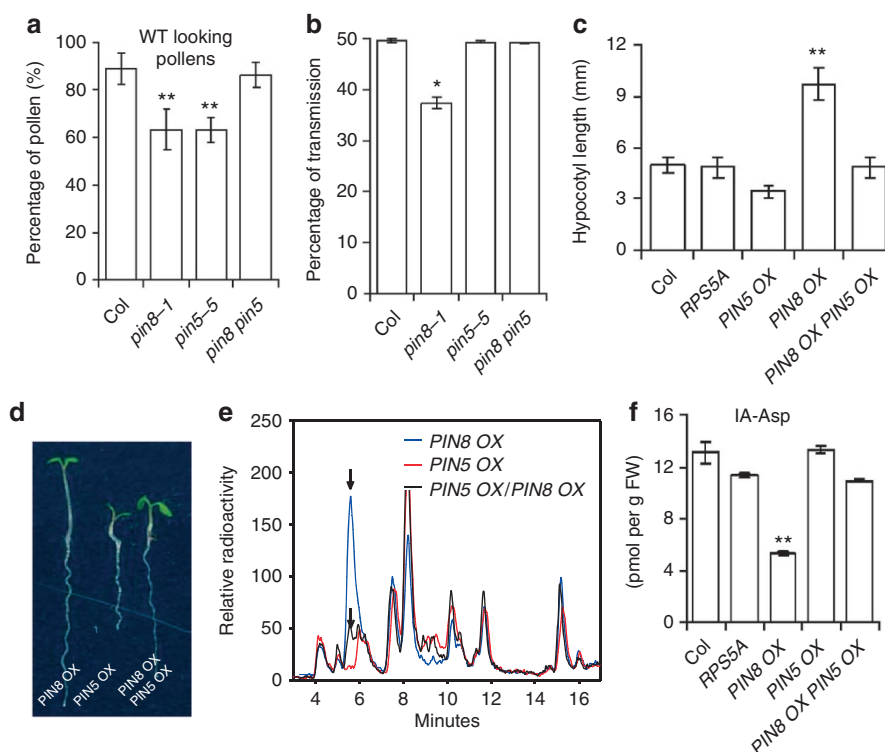 a
WT looking
pollens
Percentage of pollen (%)
100
80
60
40
20
0
**
**
Col
pin8–1
pin5–5
pin8 pin5
b
Percentage of transmission
50
40
30
20
10
0
*
Col
pin8–1
pin5–5
pin8 pin5
c
Hypocotyl length (mm)
12
9
6
3
0
**
Col
RPS5A
PIN5 OX
PIN8 OX
PIN8 OX PIN5 OX
d
PIN8 OX
PIN5 OX
PIN8 OX
PIN5 OX
e
Relative radioactivity
250
200
150
100
50
0
PIN8 OX
PIN5 OX
PIN5 OX/PIN8 OX
4 6 8 10 12 14 16
Minutes
f
IA-Asp
(pmol per g FW)
16
12
8
4
0
**
Col
RPS5A
PIN8 OX
PIN5 OX
PIN8 OX PIN5 OX